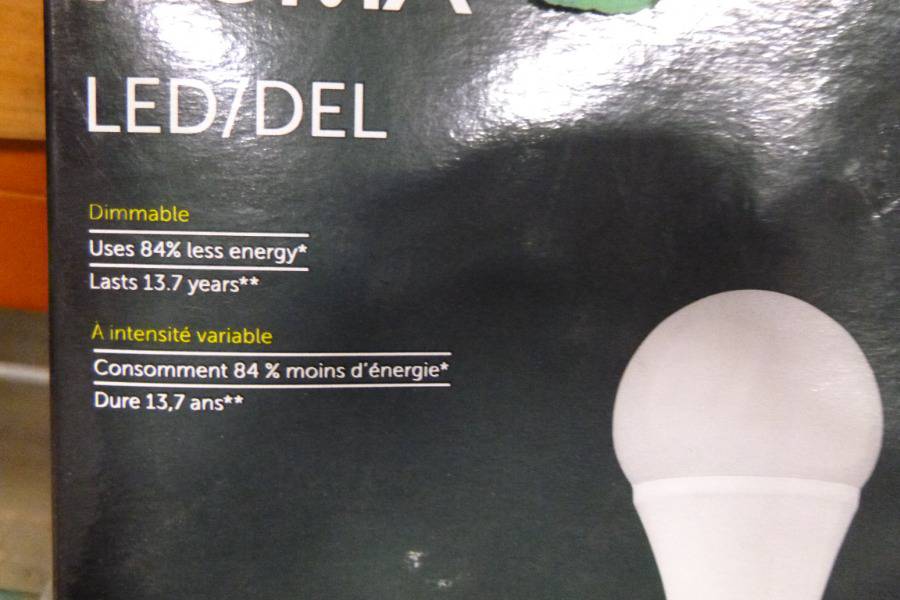 LED/DEL
Dimmable
Uses 84% less energy*
Lasts 13.7 years**
À intensité variable
Consomment 84 % moins d'énergie*
Dure 13,7 ans**